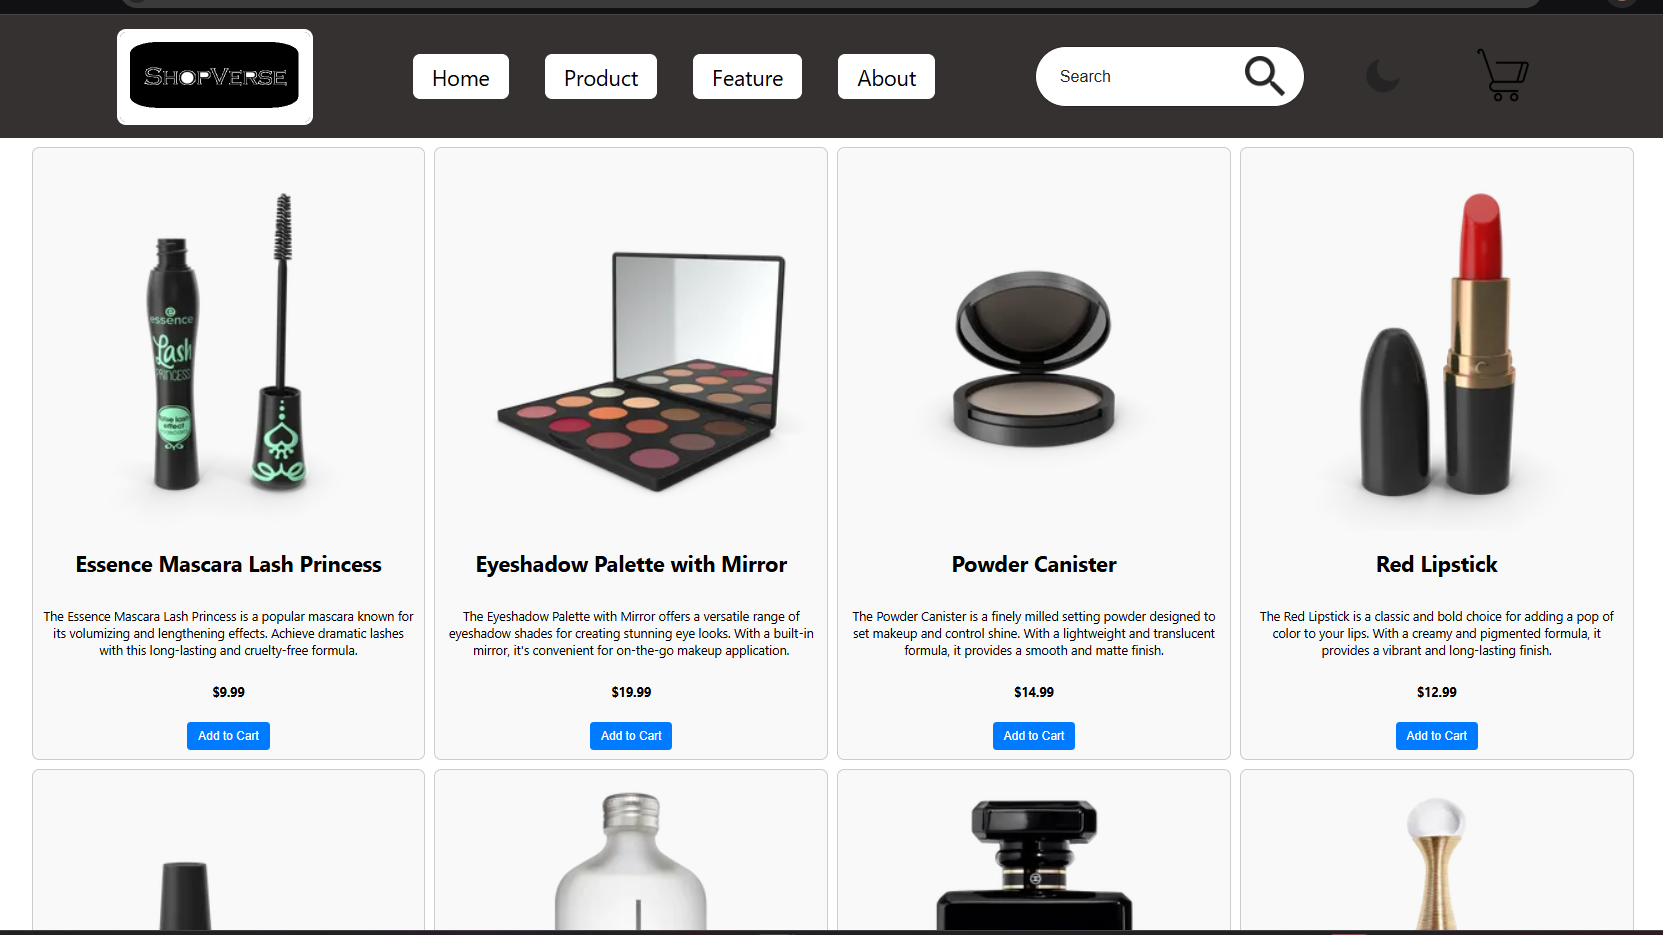 SHOPVERSE
Home
Product
Feature
About
Search
essence
Lash
PRINCESS
false lash
effect
Essence Mascara Lash Princess
Eyeshadow Palette with Mirror
Powder Canister
Red Lipstick
The Essence Mascara Lash Princess is a popular mascara known for
its volumizing and lengthening effects. Achieve dramatic lashes
with this long-lasting and cruelty-free formula.
The Eyeshadow Palette with Mirror offers a versatile range of
eyeshadow shades for creating stunning eye looks. With a built-in
mirror, it's convenient for on-the-go makeup application.
The Powder Canister is a finely milled setting powder designed to
set makeup and control shine. With a lightweight and translucent
formula, it provides a smooth and matte finish.
The Red Lipstick is a classic and bold choice for adding a pop of
color to your lips. With a creamy and pigmented formula, it
provides a vibrant and long-lasting finish.
$9.99
$19.99
$14.99
$12.99
Add to Cart
Add to Cart
Add to Cart
Add to Cart